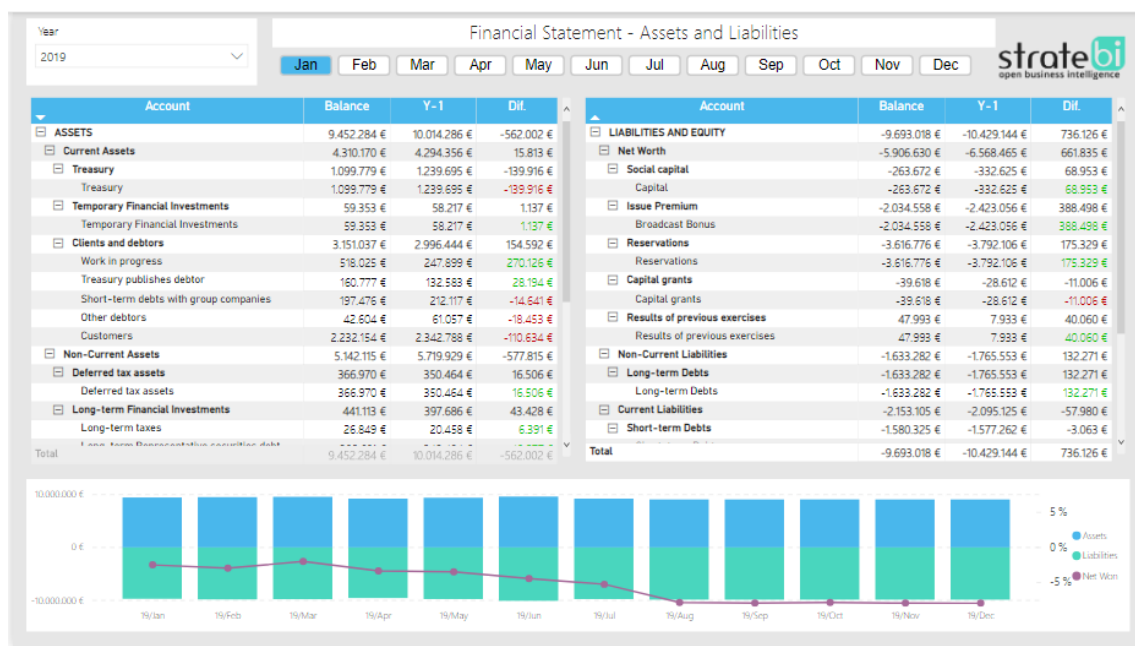 Year
2019
Financial Statement - Assets and Liabilities
Jan Feb Mar Apr May Jun Jul Aug Sep Oct Nov Dec
stratebi
open business intelligence
Account Balance Y-1 Dif.
ASSETS 9.452.284 € 10.014.286 € -562.002 €
Current Assets 4.310.170 € 4.294.356 € 15.813 €
Treasury 1.099.779 € 1.239.695 € -139.916 €
Treasury 1.099.779 € 1.239.695 € -139.916 €
Temporary Financial Investments 59.353 € 58.217 € 1.137 €
Temporary Financial Investments 59.353 € 58.217 € 1.137 €
Clients and debtors 3.151.037 € 2.996.444 € 154.592 €
Work in progress 518.025 € 247.899 € 270.126 €
Treasury publishes debtor 160.777 € 132.583 € 28.194 €
Short-term debts with group companies 197.476 € 212.117 € -14.641 €
Other debtors 42.604 € 61.057 € -18.453 €
Customers 2.232.154 € 2.342.788 € -110.634 €
Non-Current Assets 5.142.115 € 5.719.929 € -577.815 €
Deferred tax assets 366.970 € 350.464 € 16.506 €
Deferred tax assets 366.970 € 350.464 € 16.506 €
Long-term Financial Investments 441.113 € 397.686 € 43.428 €
Long-term taxes 26.849 € 20.458 € 6.391 €
Long-term Representative securities debt
Total 9.452.284 € 10.014.286 € -562.002 €
Account Balance Y-1 Dif.
LIABILITIES AND EQUITY -9.693.018 € -10.429.144 € 736.126 €
Net Worth -5.906.630 € -6.568.465 € 661.835 €
Social capital -263.672 € -332.625 € 68.953 €
Capital -263.672 € -332.625 € 68.953 €
Issue Premium -2.034.558 € -2.423.056 € 388.498 €
Broadcast Bonus -2.034.558 € -2.423.056 € 388.498 €
Reservations -3.616.776 € -3.792.106 € 175.329 €
Reservations -3.616.776 € -3.792.106 € 175.329 €
Capital grants -39.618 € -28.612 € -11.006 €
Capital grants -39.618 € -28.612 € -11.006 €
Results of previous exercises 47.993 € 7.933 € 40.060 €
Results of previous exercises 47.993 € 7.933 € 40.060 €
Non-Current Liabilities -1.633.282 € -1.765.553 € 132.271 €
Long-term Debts -1.633.282 € -1.765.553 € 132.271 €
Long-term Debts -1.633.282 € -1.765.553 € 132.271 €
Current Liabilities -2.153.105 € -2.095.125 € -57.980 €
Short-term Debts -1.580.325 € -1.577.262 € -3.063 €
Total -9.693.018 € -10.429.144 € 736.126 €
10.000.000 €
0 €
-10.000.000 €
5 %
0 %
-5 %
Assets
Liabilities
Net Won
19/Jan 19/Feb 19/Mar 19/Apr 19/May 19/Jun 19/Jul 19/Aug 19/Sep 19/Oct 19/Nov 19/Dec